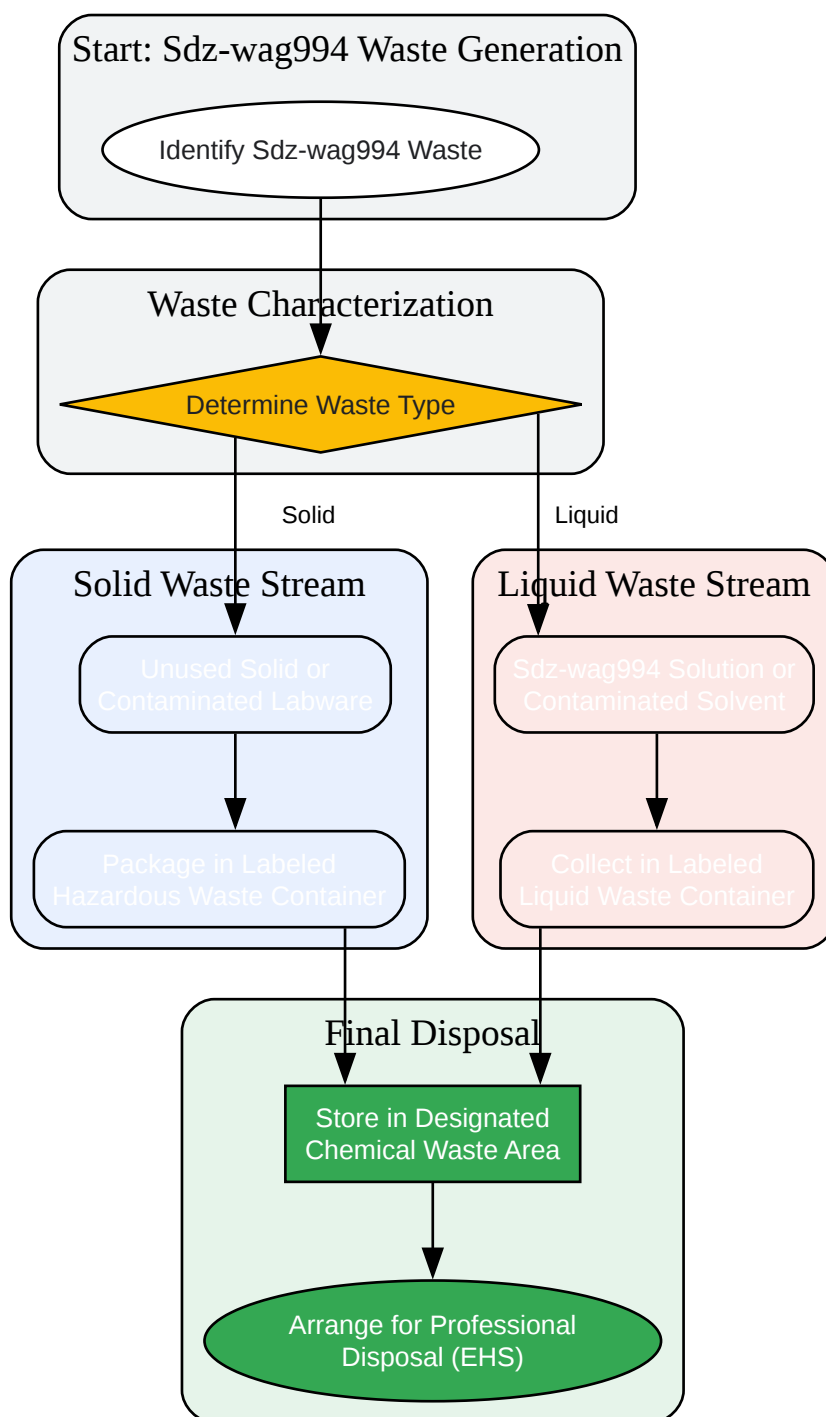 Start: Sdz-wag994 Waste Generation
Identify Sdz-wag994 Waste
Waste Characterization
Determine Waste Type
Solid
Liquid
Solid Waste Stream
Unused Solid or
Contaminated Labware
Package in Labeled
Hazardous Waste Container
Liquid Waste Stream
Sdz-wag994 Solution or
Contaminated Solvent
Collect in Labeled
Liquid Waste Container
Final Disposal
Store in Designated
Chemical Waste Area
Arrange for Professional
Disposal (EHS)